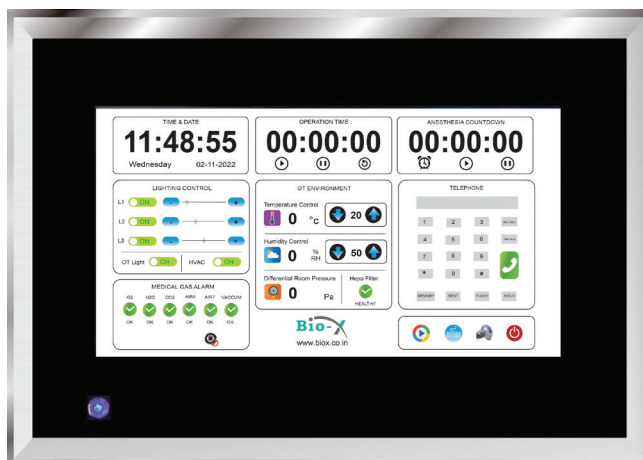 TIME & DATE
11:48:55
Wednesday 02-11-2022
OPERATION TIME
00:00:00
ANESTHESIA COUNTDOWN
00:00:00
LIGHTING CONTROL
L1 ON - +
L2 ON - +
L3 ON - +
OT Light ON HVAC ON
MEDICAL GAS ALARM
O2 N2O CO2 AIR4 AIR7 VACCUM
OK OK OK OK OK OK
OT ENVIRONMENT
Temperature Control
0 °C 20
Humidity Control
0 % RH 50
Differential Room Pressure Hepa Filter
0 Pa
HEALTHY
Bio-X
www.biox.co.in
TELEPHONE
1 2 3
4 5 6
7 8 9
* 0 #
MEMORY NEXT FLASH HOLD